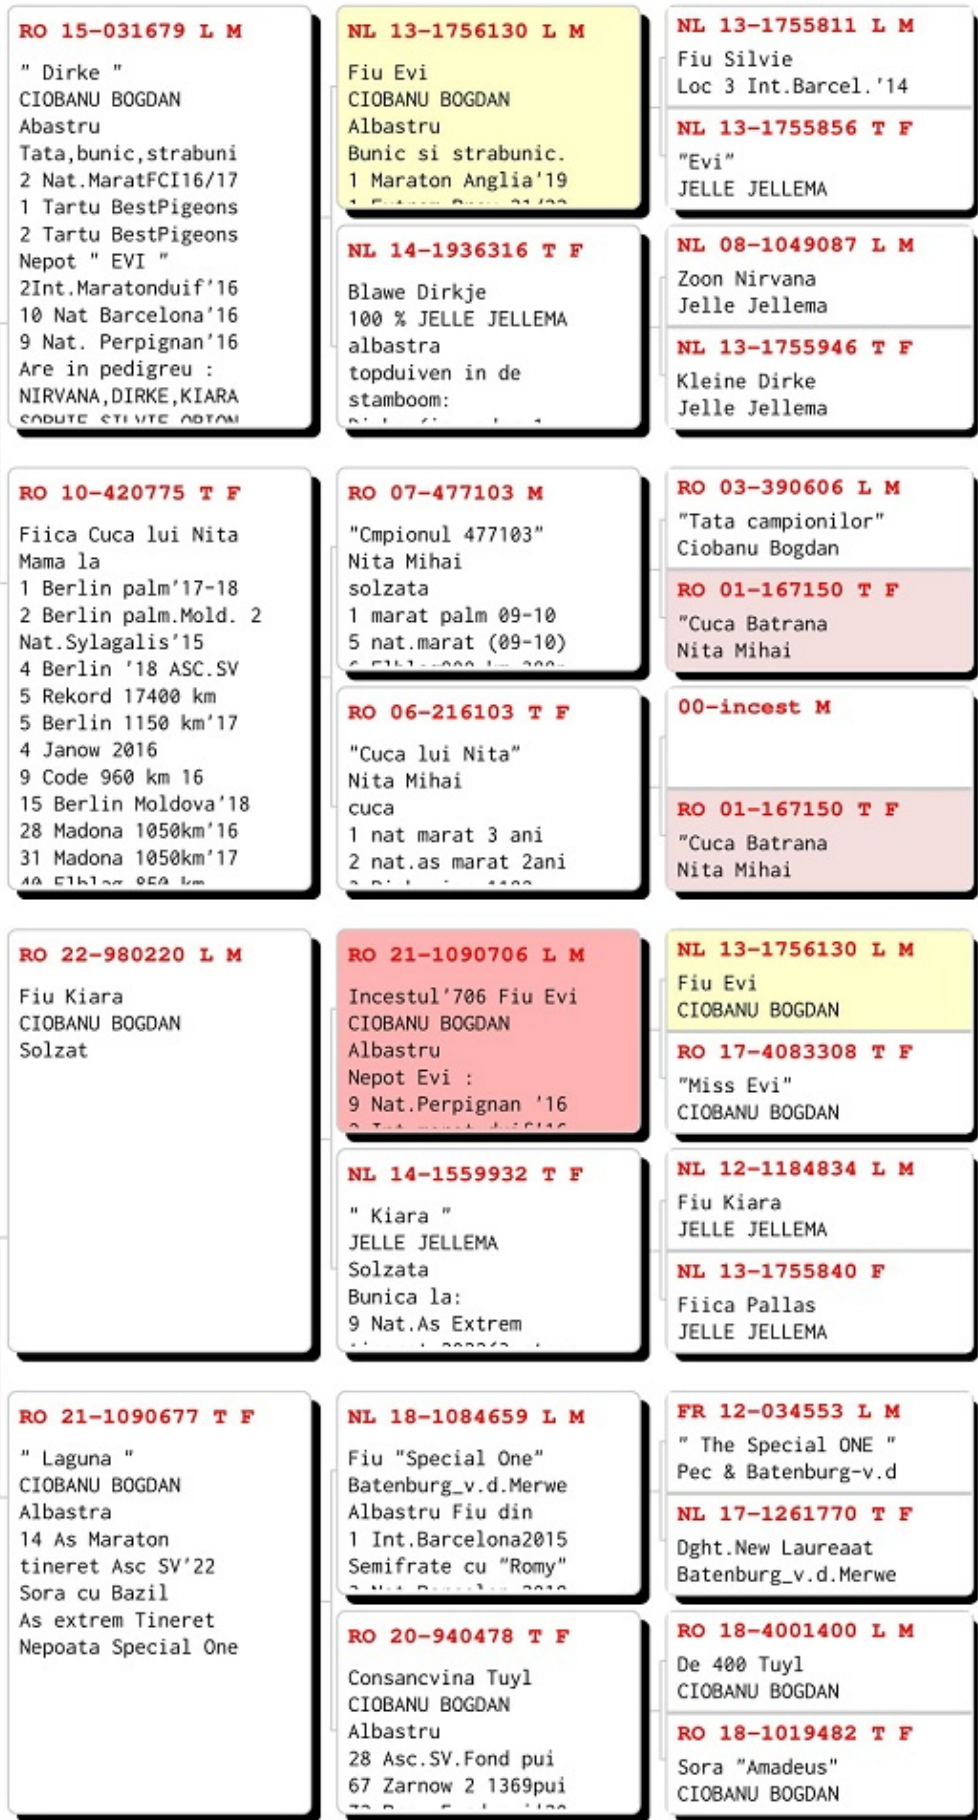 RO 15-031679 L M
" Dirke "
CIOBANU BOGDAN
Abastru
Tata,bunic,strabuni
2 Nat.MaratFCI16/17
1 Tartu BestPigeons
2 Tartu BestPigeons
Nepot " EVI "
2Int.Maratonduif'16
10 Nat Barcelona'16
9 Nat. Perpignan'16
Are in pedigreu :
NIRVANA,DIRKE,KIARA
SOPHIE,SILVIE,ORION
RO 10-420775 T F
Fiica Cuca lui Nita
Mama la
1 Berlin palm'17-18
2 Berlin palm.Mold. 2
Nat.Sylagalis'15
4 Berlin '18 ASC.SV
5 Rekord 17400 km
5 Berlin 1150 km'17
4 Janow 2016
9 Code 960 km 16
15 Berlin Moldova'18
28 Madona 1050km'16
31 Madona 1050km'17
40 Elblag 850 km
RO 22-980220 L M
Fiu Kiara
CIOBANU BOGDAN
Solzat
RO 21-1090677 T F
" Laguna "
CIOBANU BOGDAN
Albastra
14 As Maraton
tineret Asc SV'22
Sora cu Bazil
As extrem Tineret
Nepoata Special One
NL 13-1756130 L M
Fiu Evi
CIOBANU BOGDAN
Albastru
Bunic si strabunic.
1 Maraton Anglia'19
NL 14-1936316 T F
Blawe Dirkje
100 % JELLE JELLEMA
albastra
topduiven in de
stamboom:
RO 07-477103 M
"Cmpionul 477103"
Nita Mihai
solzata
1 marat palm 09-10
5 nat.marat (09-10)
RO 06-216103 T F
"Cuca lui Nita"
Nita Mihai
cuca
1 nat marat 3 ani
2 nat.as marat 2ani
RO 21-1090706 L M
Incestul'706 Fiu Evi
CIOBANU BOGDAN
Albastru
Nepot Evi :
9 Nat.Perpignan '16
NL 14-1559932 T F
" Kiara "
JELLE JELLEMA
Solzata
Bunica la:
9 Nat.As Extrem
NL 18-1084659 L M
Fiu "Special One"
Batenburg_v.d.Merwe
Albastru Fiu din
1 Int.Barcelona2015
Semifrate cu "Romy"
RO 20-940478 T F
Consancvina Tuyl
CIOBANU BOGDAN
Albastru
28 Asc.SV.Fond pui
67 Zarnow 2 1369pui
NL 13-1755811 L M
Fiu Silvie
Loc 3 Int.Barcel.'14
NL 13-1755856 T F
"Evi"
JELLE JELLEMA
NL 08-1049087 L M
Zoon Nirvana
Jelle Jellema
NL 13-1755946 T F
Kleine Dirke
Jelle Jellema
RO 03-390606 L M
"Tata campionilor"
Ciobanu Bogdan
RO 01-167150 T F
"Cuca Batrana
Nita Mihai
00-incest M
RO 01-167150 T F
"Cuca Batrana
Nita Mihai
NL 13-1756130 L M
Fiu Evi
CIOBANU BOGDAN
RO 17-4083308 T F
"Miss Evi"
CIOBANU BOGDAN
NL 12-1184834 L M
Fiu Kiara
JELLE JELLEMA
NL 13-1755840 F
Fiica Pallas
JELLE JELLEMA
FR 12-034553 L M
" The Special ONE "
Pec & Batenburg-v.d
NL 17-1261770 T F
Dght.New Laureaat
Batenburg_v.d.Merwe
RO 18-4001400 L M
De 400 Tuyl
CIOBANU BOGDAN
RO 18-1019482 T F
Sora "Amadeus"
CIOBANU BOGDAN